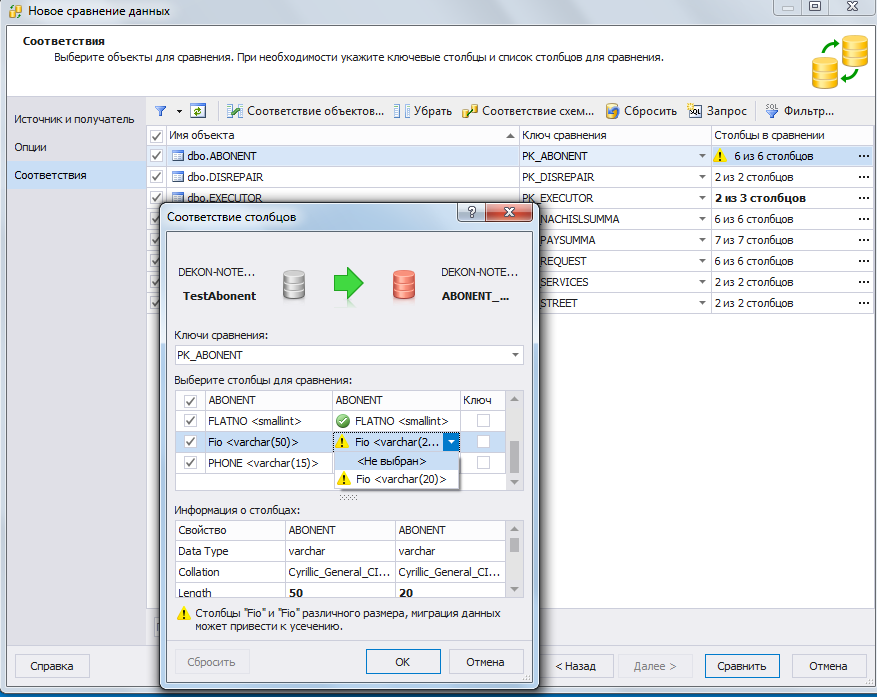 Новое сравнение данных
Соответствия
Выберите объекты для сравнения. При необходимости укажите ключевые столбцы и список столбцов для сравнения.
Источник и получатель
Опции
Соответствия
Соответствие объектов... Убрать Соответствие схем... Сбросить Запрос Фильтр...
Имя объекта Ключ сравнения Столбцы в сравнении
dbo.ABONENT PK_ABONENT 6 из 6 столбцов ...
dbo.DISREPAIR PK_DISREPAIR 2 из 2 столбцов ...
dbo.EXECUTOR PK_EXECUTOR 2 из 3 столбцов ...
NACHISLSUMMA 6 из 6 столбцов ...
PAYSUMMA 7 из 7 столбцов ...
REQUEST 6 из 6 столбцов ...
SERVICES 2 из 2 столбцов ...
STREET 2 из 2 столбцов ...
Соответствие столбцов
?
DEKON-NOTE... DEKON-NOTE...
TestAbonent ABONENT_...
Ключи сравнения:
PK_ABONENT
Выберите столбцы для сравнения:
ABONENT ABONENT Ключ
FLATNO <smallint> FLATNO <smallint>
Fio <varchar(50)> Fio <varchar(2...
PHONE <varchar(15)> <Не выбран>
Fio <varchar(20)>
Информация о столбцах:
Свойство ABONENT ABONENT
Data Type varchar varchar
Collation Cyrillic_General_CI... Cyrillic_General_CI...
Length 50 20
Столбцы "Fio" и "Fio" различного размера, миграция данных
может привести к усечению.
Сбросить ОК Отмена
Справка < Назад Далее > Сравнить Отмена